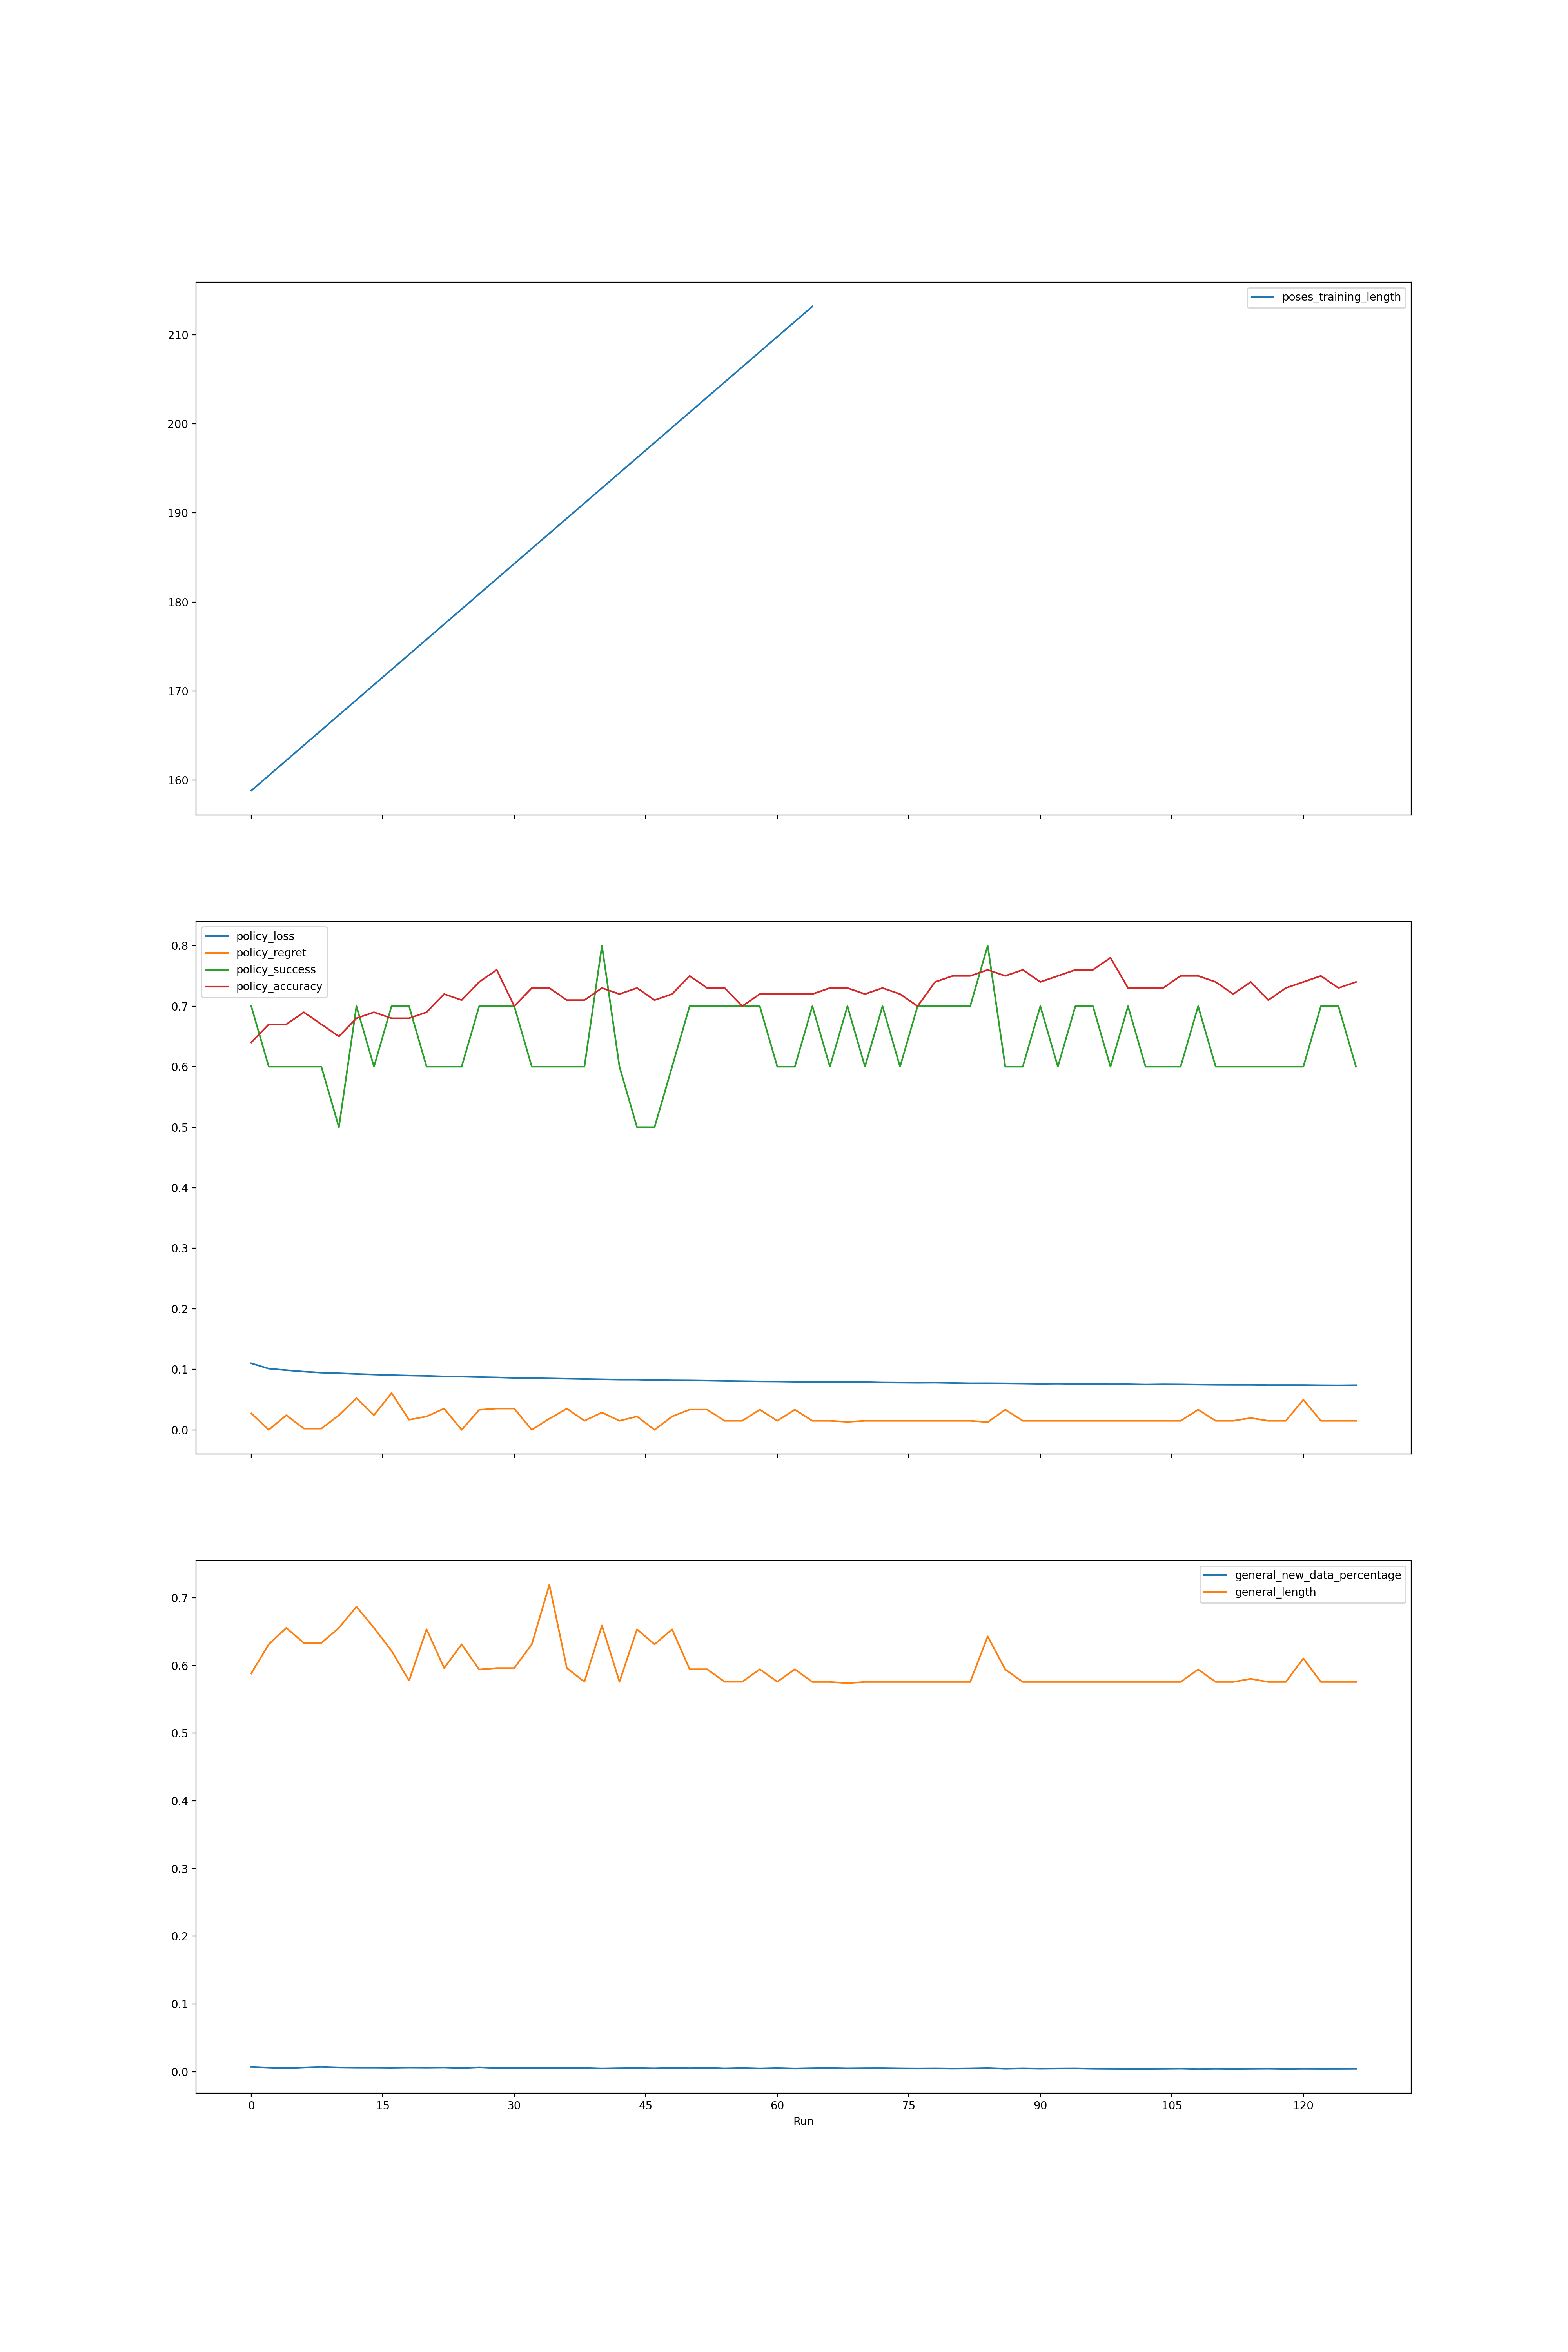 poses_training_length
210
200
190
180
170
160
policy_loss
policy_regret
policy_success
policy_accuracy
0.8
0.7
0.6
0.5
0.4
0.3
0.2
0.1
0.0
general_new_data_percentage
general_length
0.7
0.6
0.5
0.4
0.3
0.2
0.1
0.0
0 15 30 45 60 75 90 105 120
Run